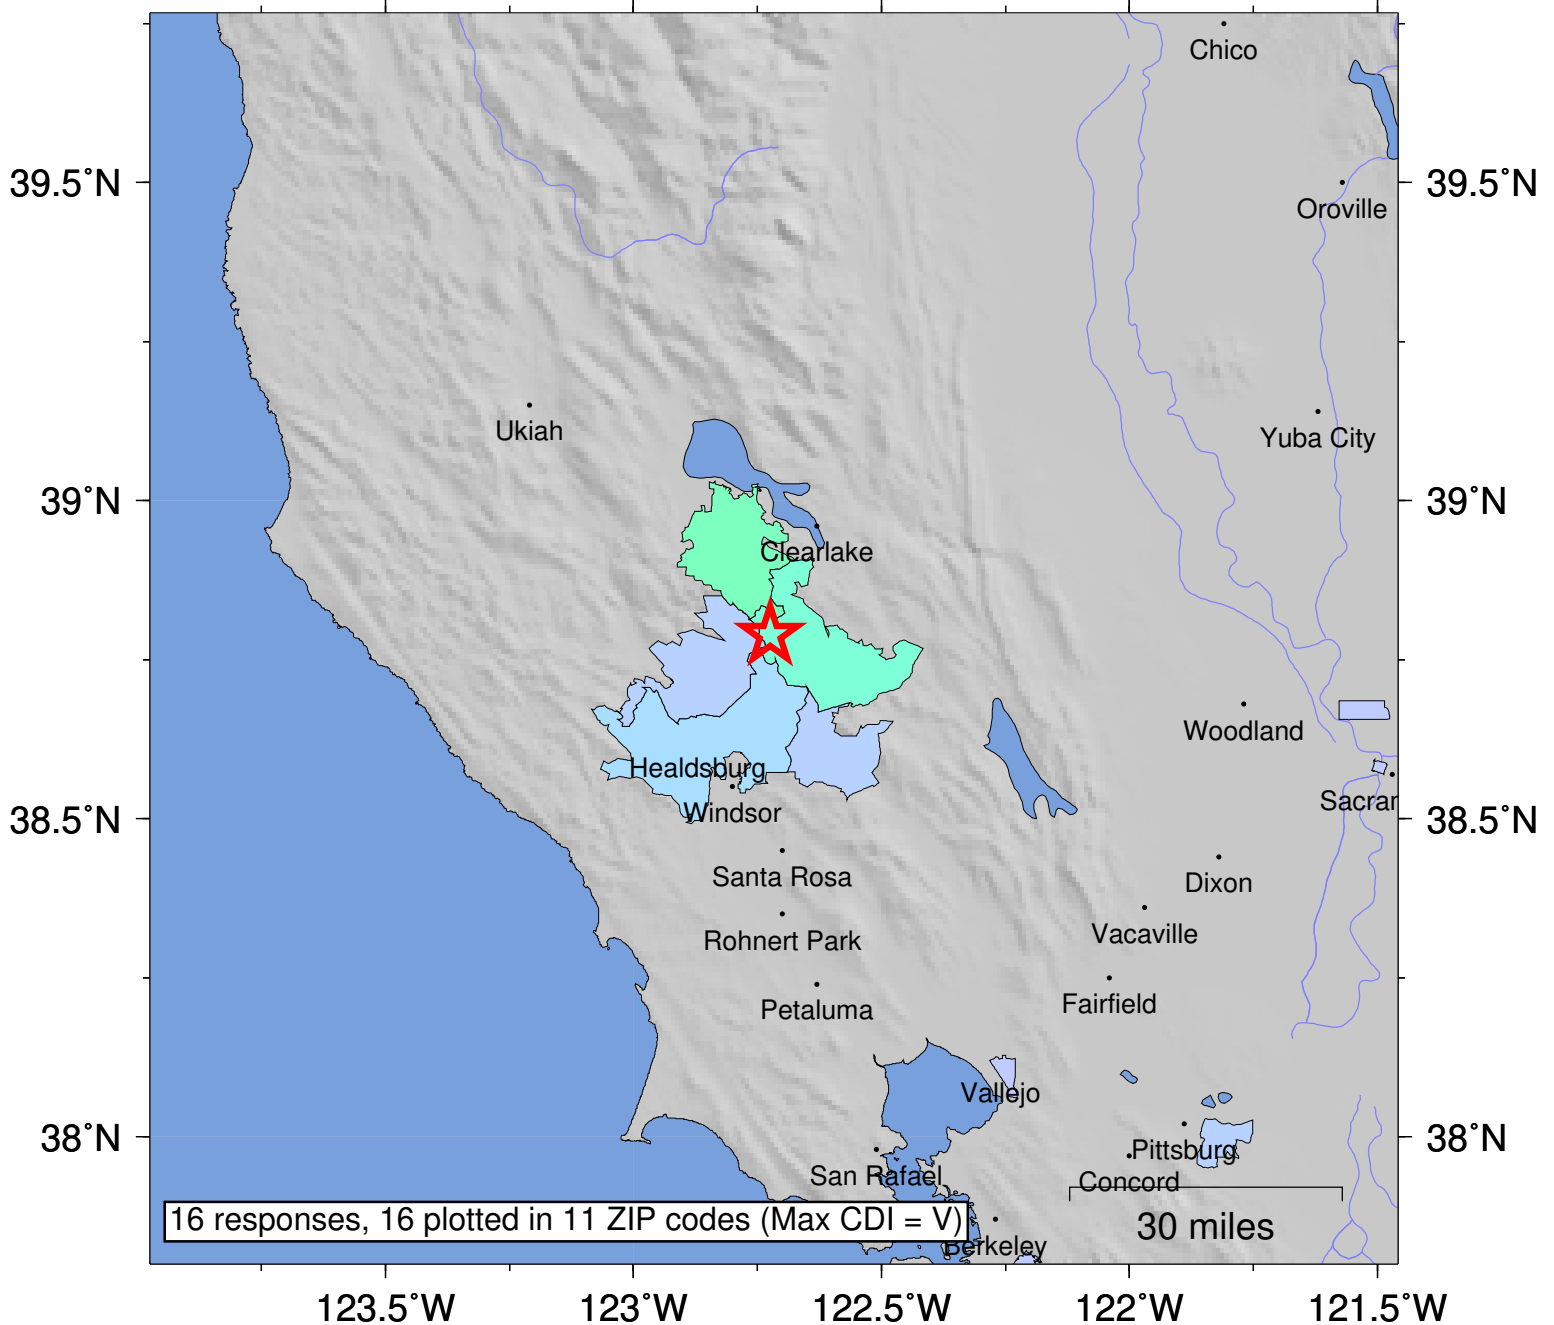 Chico
39.5˚N
39.5˚N
Oroville
Ukiah
Yuba City
39˚N
39˚N
Clearlake
Woodland
Healdsburg
Sacrar
Windsor
38.5˚N
38.5˚N
Santa Rosa
Dixon
Rohnert Park
Vacaville
Petaluma
Fairfield
Vallejo
38˚N
38˚N
Pittsburg
San Rafael
Concord
16 responses, 16 plotted in 11 ZIP codes (Max CDI = V)
30 miles
Berkeley
123.5˚W
123˚W
122.5˚W
122˚W
121.5˚W